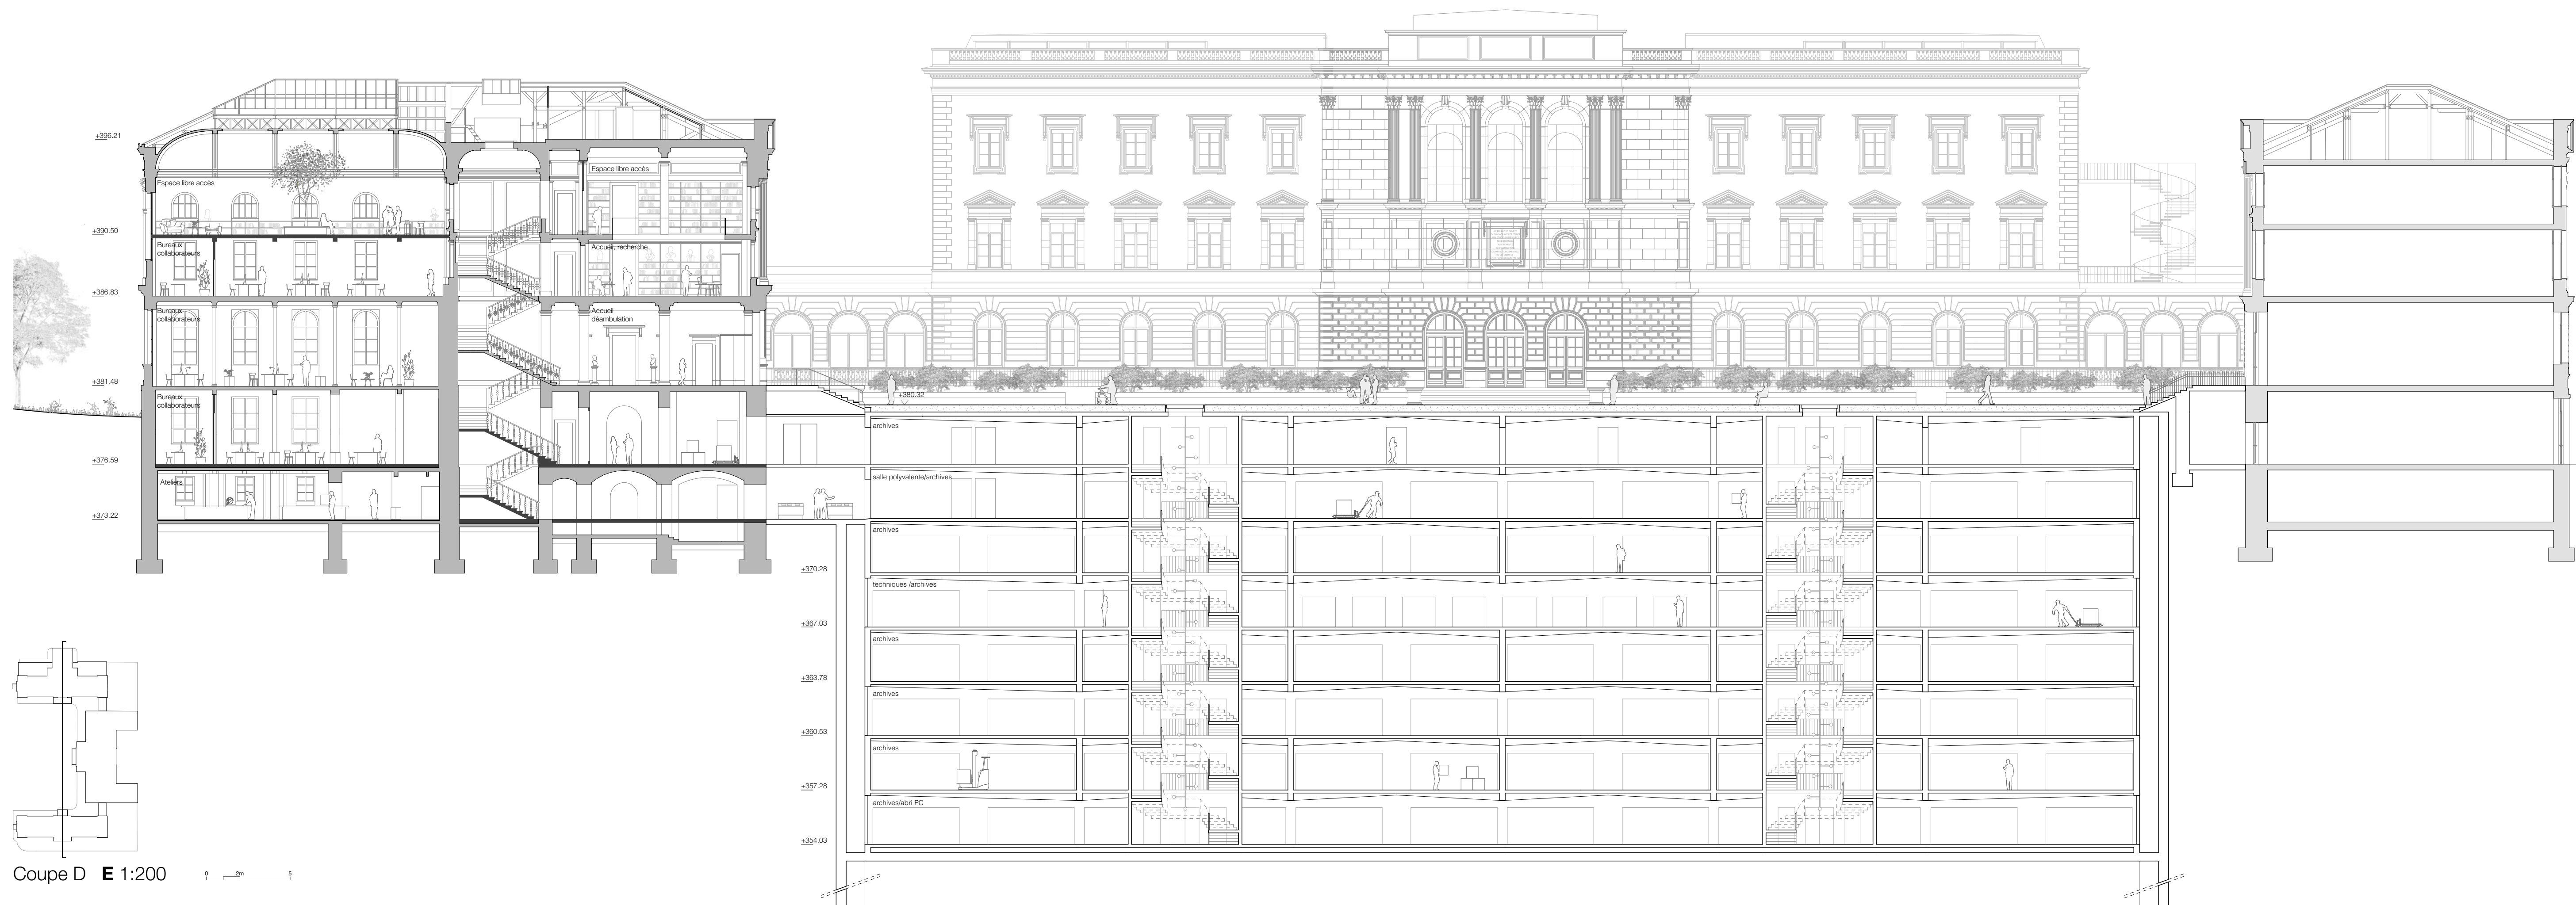 +396.21
Espace libre accès
Espace libre accès
+390.50
Bureaux
collaborateurs
Accueil, recherche
+386.83
Bureaux
collaborateurs
Accueil
déambulation
+381.48
Bureaux
collaborateurs
+380.32
archives
+376.59
Ateliers
salle polyvalente/archives
+373.22
archives
+370.28
techniques /archives
+367.03
archives
+363.78
archives
+360.53
archives
+357.28
archives/abri PC
+354.03
Coupe D E 1:200
0 2m 5